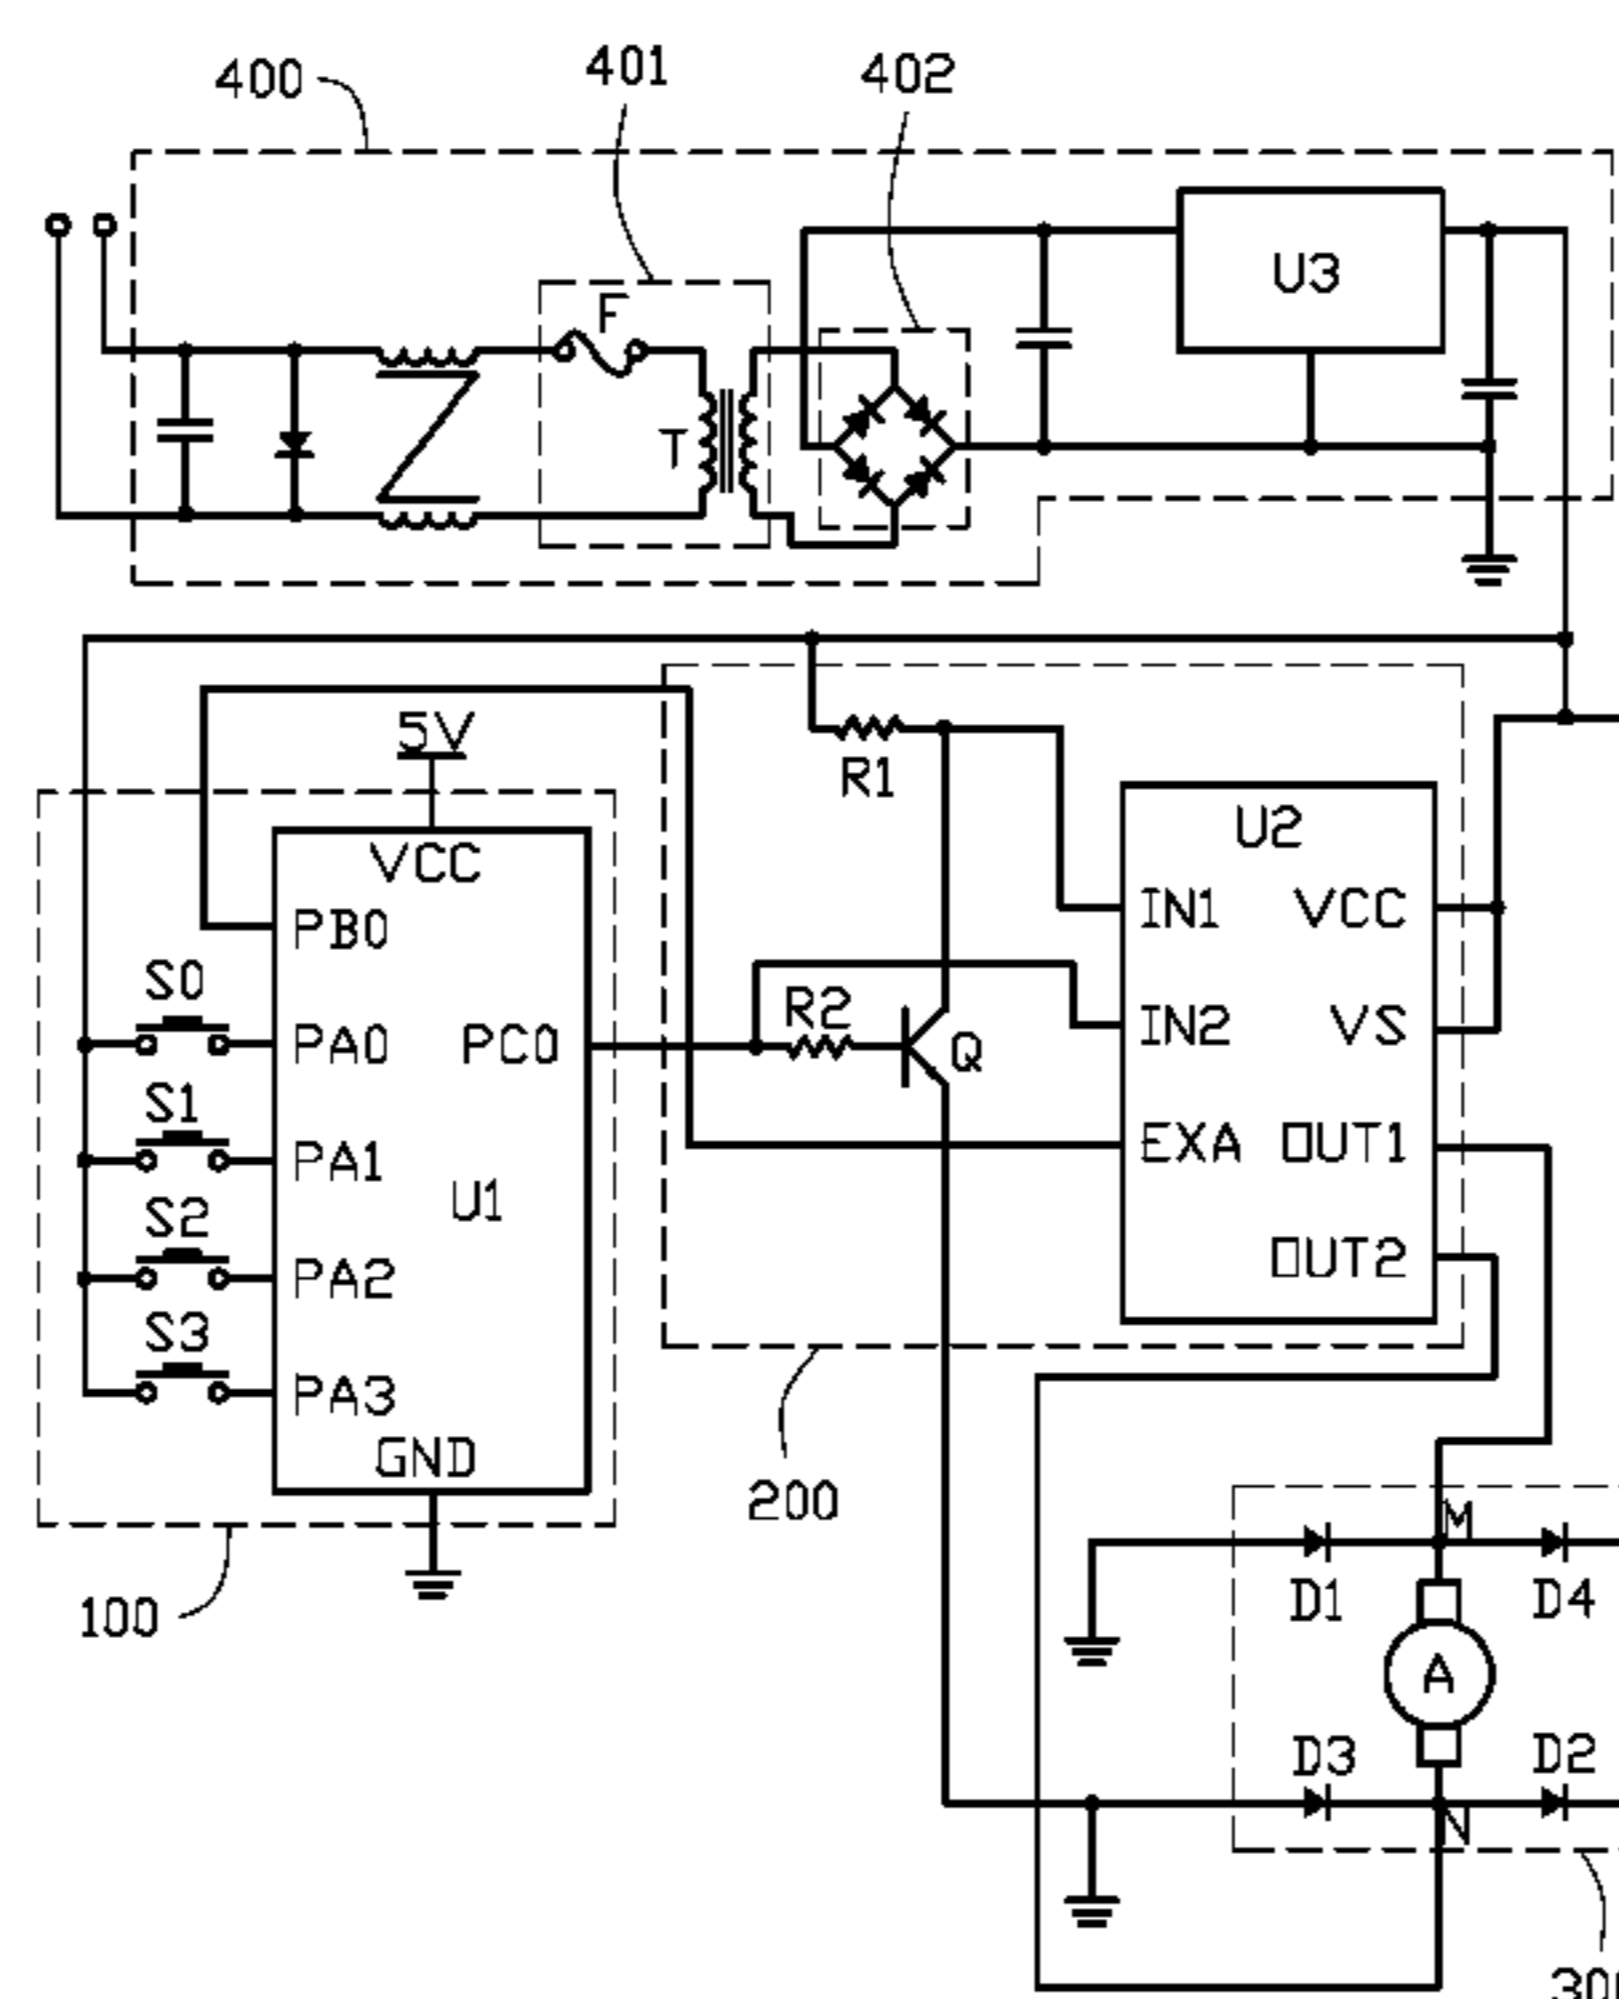 400
401
402
F
U3
T
5V
R1
U2
VCC
PB0
IN1 VCC
S0
R2
PA0
PC0
Q
IN2 VS
S1
PA1
EXA OUT1
U1
S2
PA2
OUT2
S3
PA3
GND
200
100
M
D1
D4
A
D3
D2
N